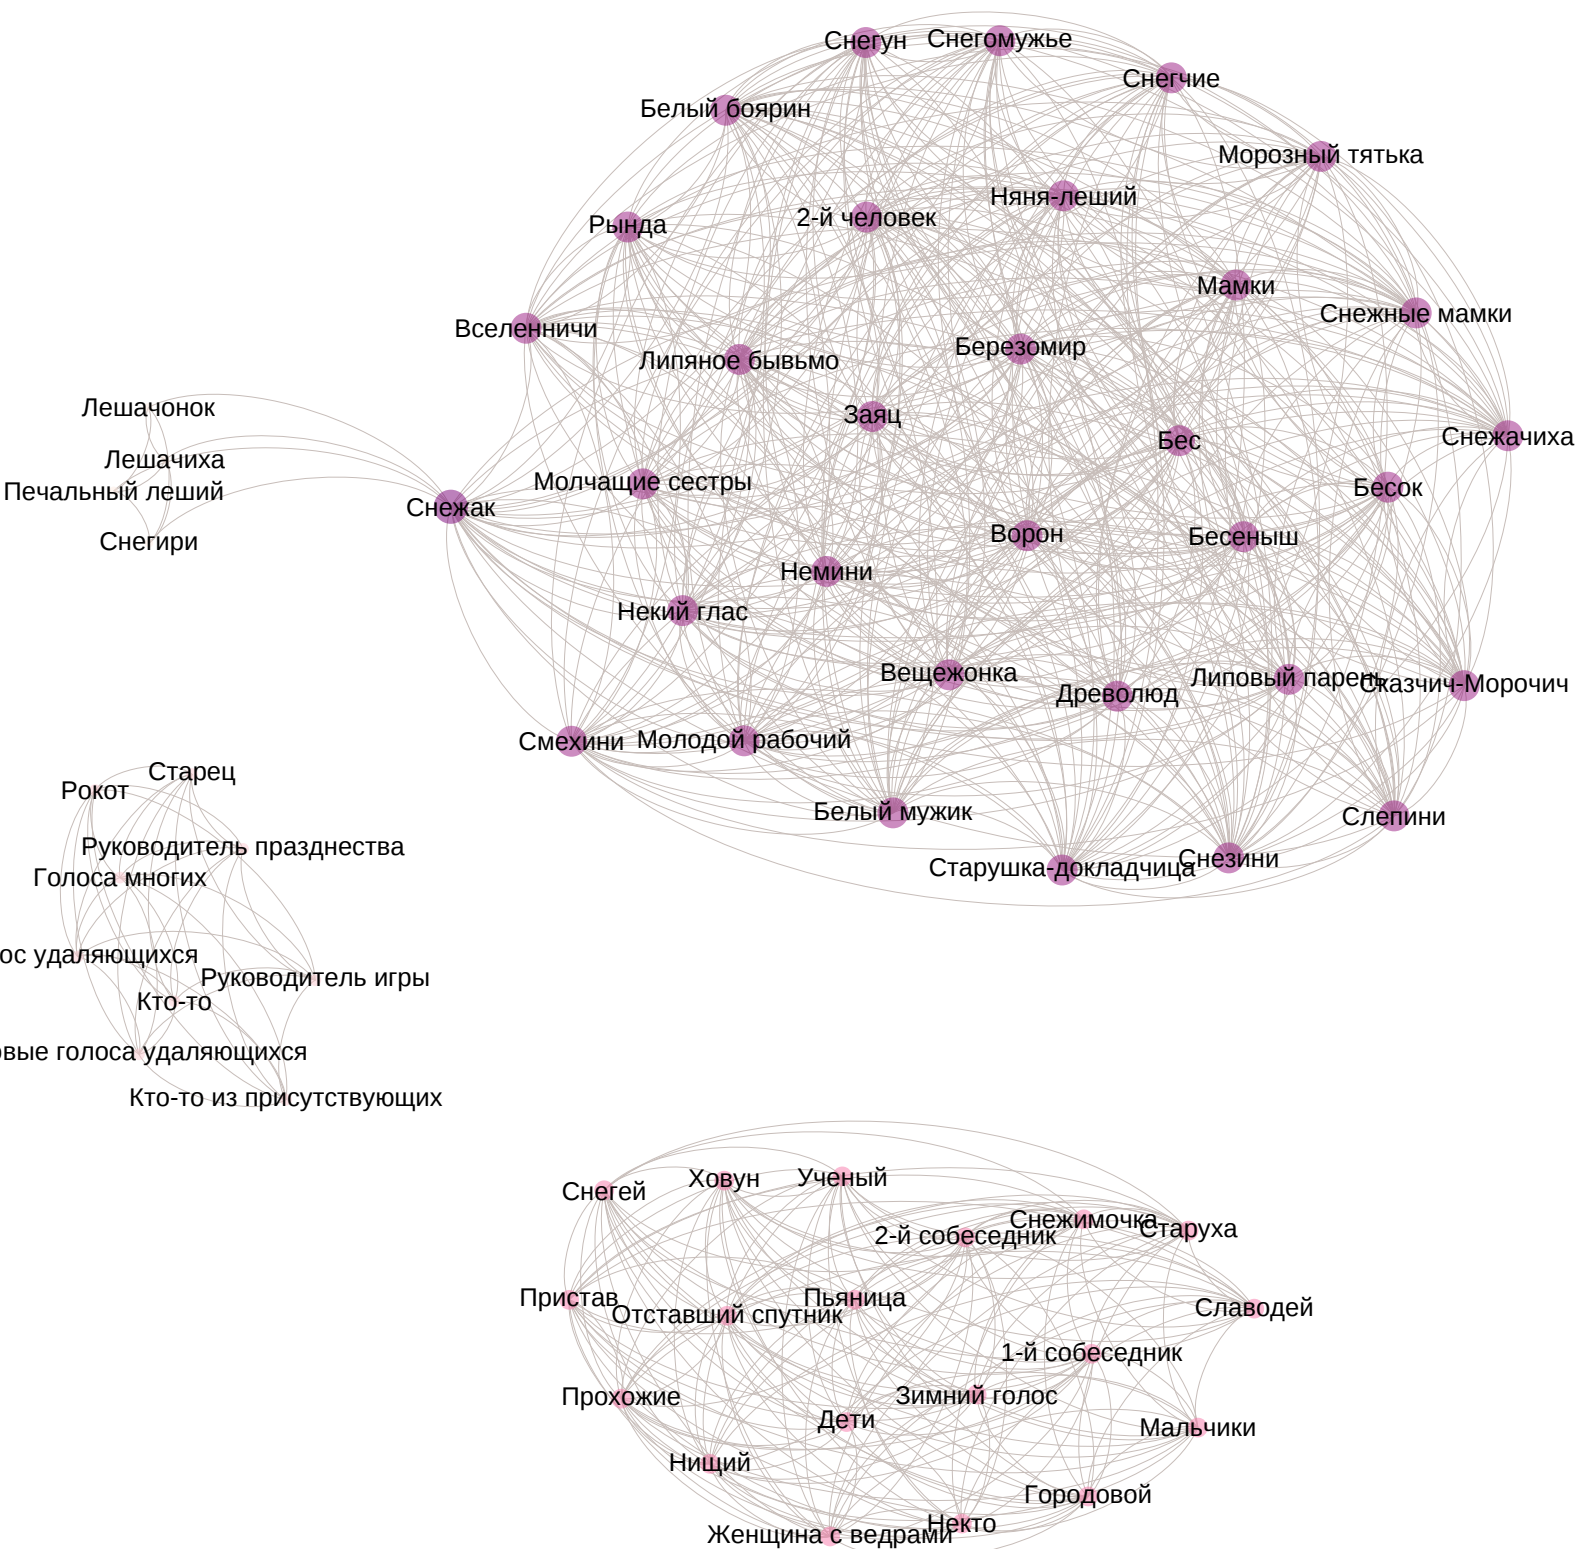 Снегун
Снегомужье
Снегчие
Белый боярин
Морозный тятька
Няня-леший
2-й человек
Рында
Мамки
Снежные мамки
Вселенничи
Березомир
Липяное бывьмо
Лешачонок
Заяц
Снежачиха
Бес
Лешачиха
Молчащие сестры
Бесок
Печальный леший
Снежак
Ворон
Бесеныш
Снегири
Немини
Некий глас
Вещежонка
Липовый парень
Сказчич-Морочич
Древолюд
Смехини
Молодой рабочий
Старец
Рокот
Белый мужик
Слепини
Руководитель празднества
Снезини
Старушка-докладчица
Голоса многих
ос удаляющихся
Руководитель игры
Кто-то
овые голоса удаляющихся
Кто-то из присутствующих
Ховун
Ученый
Снегей
Снежимочка
Старуха
2-й собеседник
Пристав
Пьяница
Славодей
Отставший спутник
1-й собеседник
Прохожие
Зимний голос
Дети
Мальчики
Нищий
Городовой
Некто
Женщина с ведрами